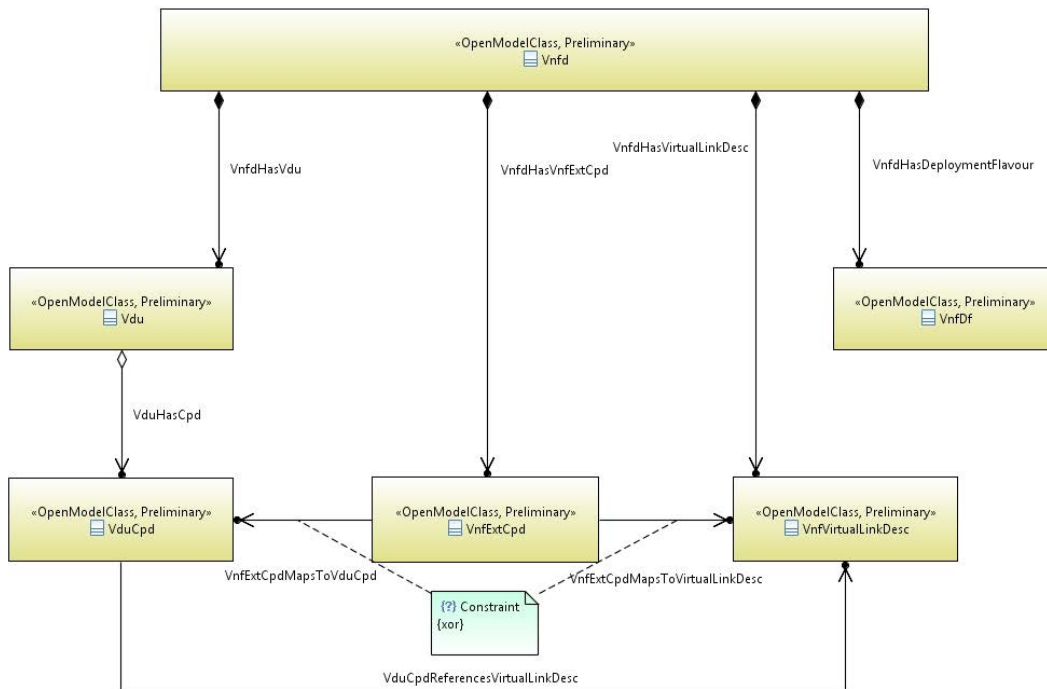 «OpenModelClass, Preliminary»
Vnfd
VnfdHasVdu
VnfdHasVnfExtCpd
VnfdHasVirtualLinkDesc
VnfdHasDeploymentFlavour
«OpenModelClass, Preliminary»
Vdu
«OpenModelClass, Preliminary»
VnfDf
VduHasCpd
«OpenModelClass, Preliminary»
VduCpd
«OpenModelClass, Preliminary»
VnfExtCpd
«OpenModelClass, Preliminary»
VnfVirtualLinkDesc
VnfExtCpdMapsToVduCpd
VnfExtCpdMapsToVirtualLinkDesc
{?} Constraint
{xor}
VduCpdReferencesVirtualLinkDesc